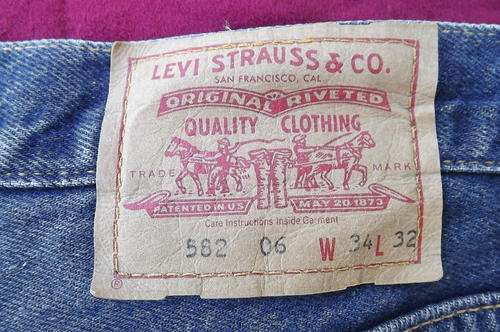 LEVI STRAUSS & CO.
SAN FRANCISCO, CAL.
ORIGINAL RIVETED
QUALITY CLOTHING
TRADE MARK
PATENTED IN U.S. MAY 20 1873
Care Instructions Inside Garment
582 06 W 34 L 32
®